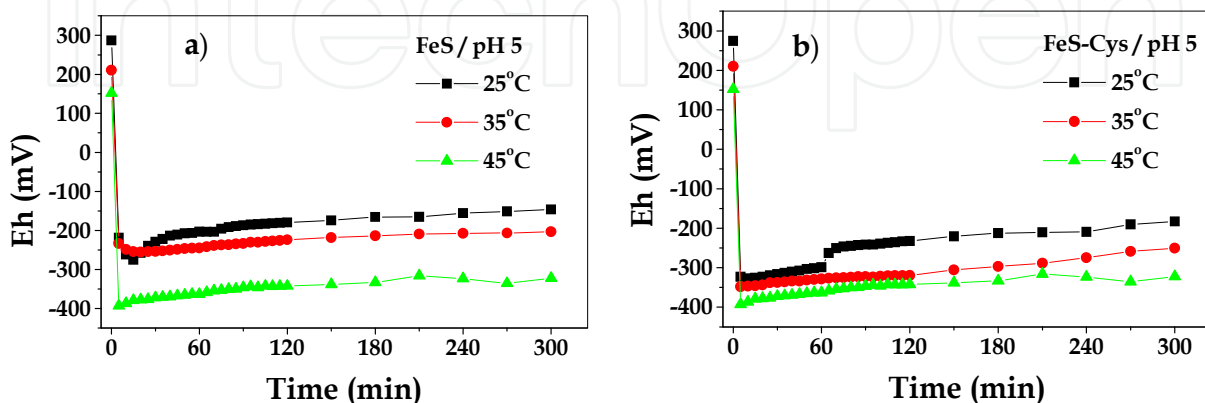 IntechOpen
a)
FeS / pH 5
25°C
35°C
45°C
300
200
100
0
-100
-200
-300
-400
Eh (mV)
0 60 120 180 240 300
Time (min)
b)
FeS-Cys / pH 5
25°C
35°C
45°C
300
200
100
0
-100
-200
-300
-400
Eh (mV)
0 60 120 180 240 300
Time (min)